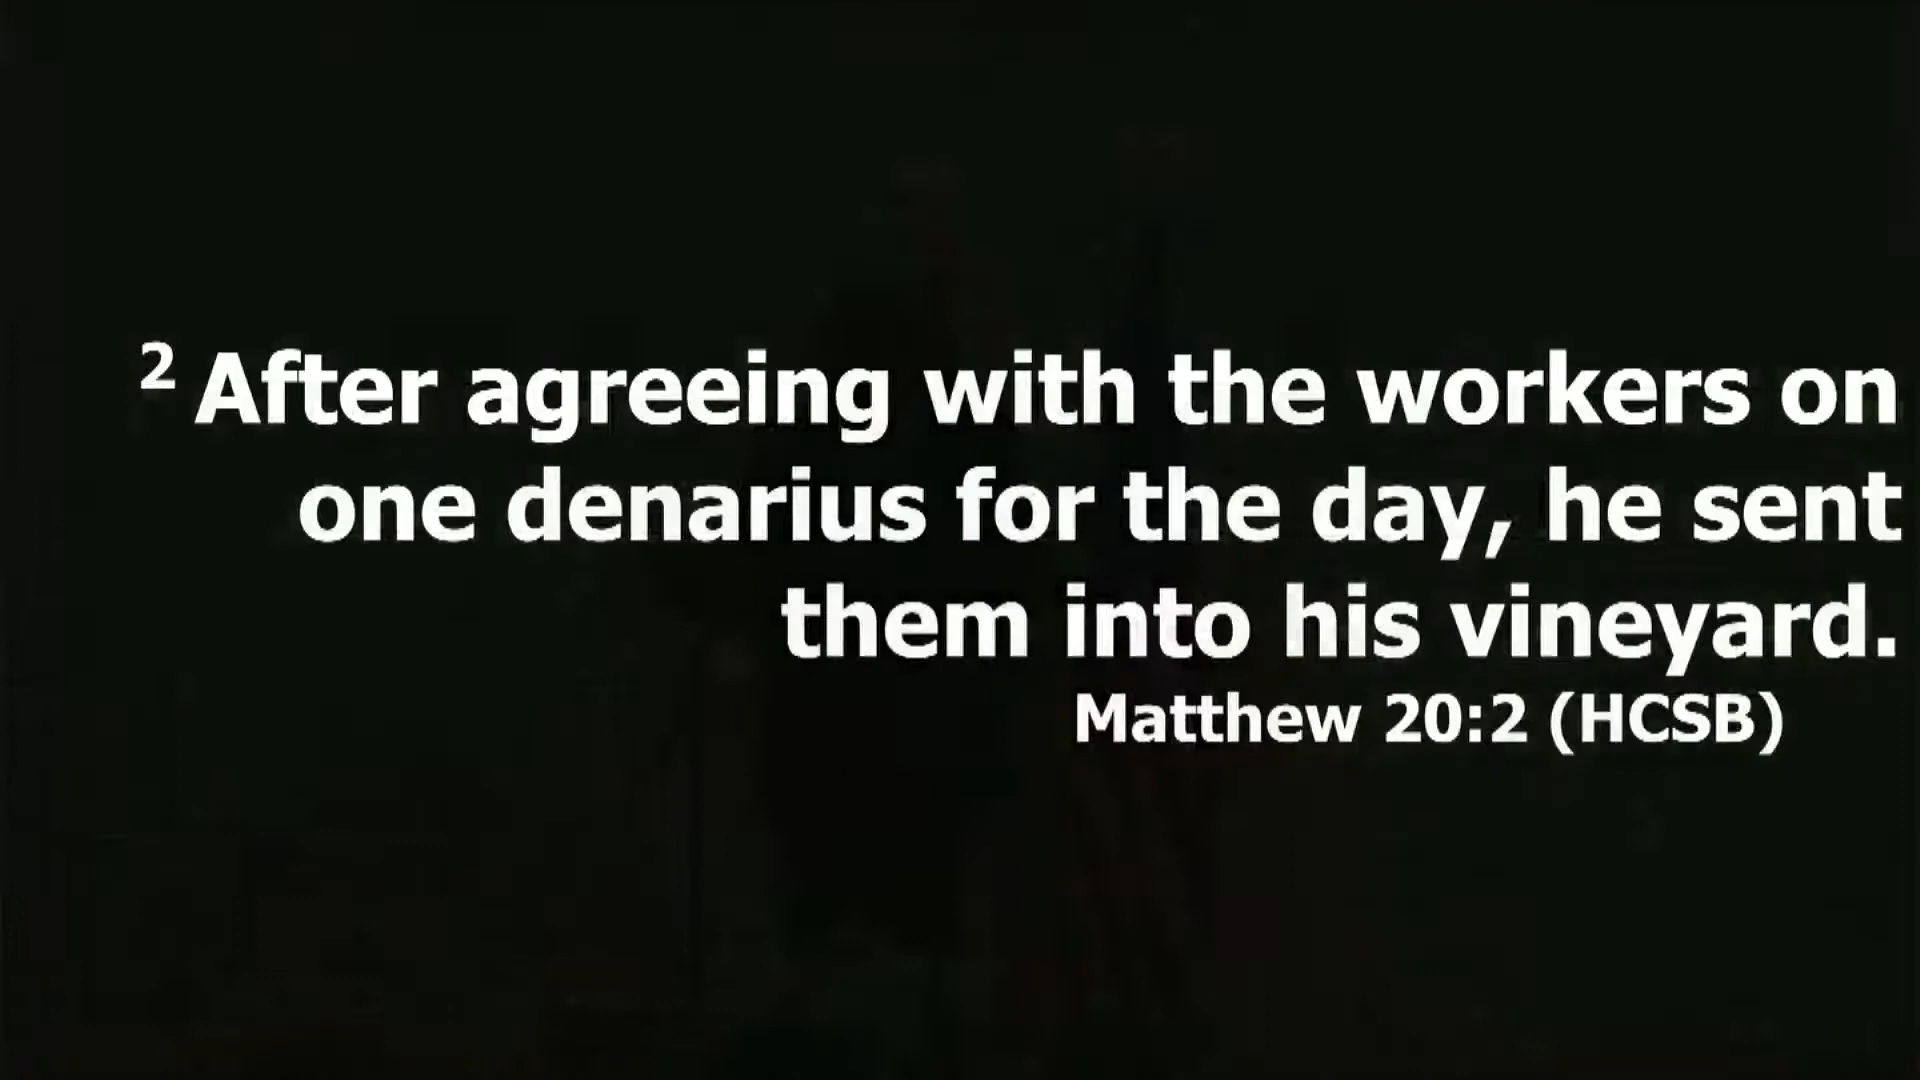 2 After agreeing with the workers on
one denarius for the day, he sent
them into his vineyard.
Matthew 20:2 (HCSB)